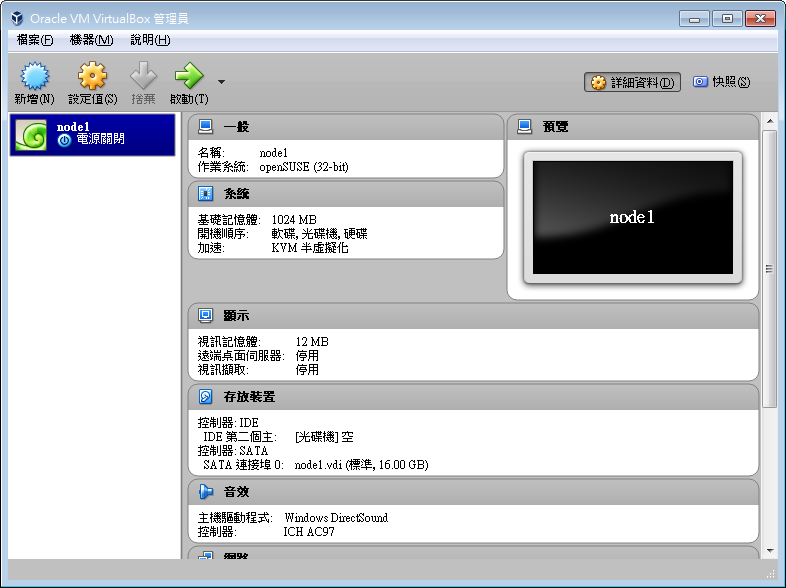 Oracle VM VirtualBox 管理員
檔案(F) 機器(M) 說明(H)
新增(N) 設定值(S) 捨棄 啟動(T) 詳細資料(D) 快照(S)
node1
電源關閉
一般
名稱: node1
作業系統: openSUSE (32-bit)
預覽
node1
系統
基礎記憶體: 1024 MB
開機順序: 軟碟, 光碟機, 硬碟
加速: KVM 半虛擬化
顯示
視訊記憶體: 12 MB
遠端桌面伺服器: 停用
視訊擷取: 停用
存放裝置
控制器: IDE
IDE 第二個主: [光碟機] 空
控制器: SATA
SATA 連接埠 0: node1.vdi (標準, 16.00 GB)
音效
主機驅動程式: Windows DirectSound
控制器: ICH AC97
網路